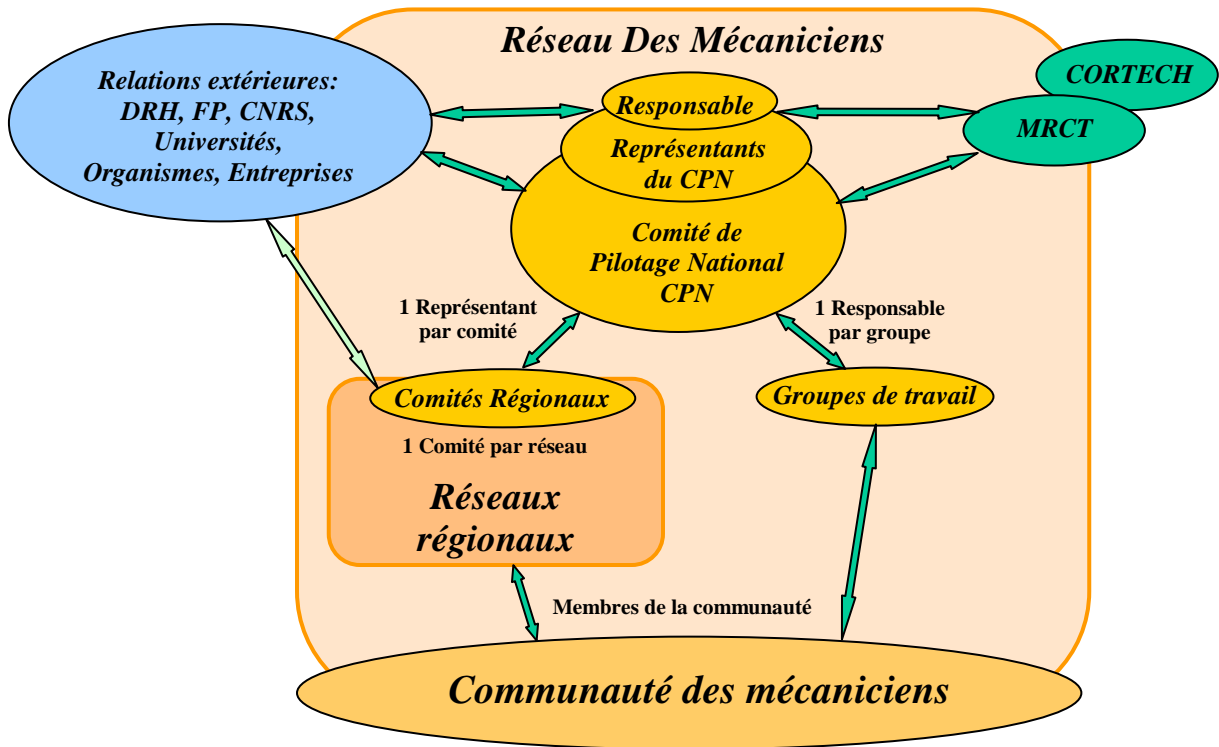 Réseau Des Mécaniciens
Relations extérieures:
DRH, FP, CNRS,
Universités,
Organismes, Entreprises
Responsable
Représentants
du CPN
Comité de
Pilotage National
CPN
CORTECH
MRCT
1 Représentant
par comité
1 Responsable
par groupe
Comités Régionaux
1 Comité par réseau
Réseaux
régionaux
Groupes de travail
Membres de la communauté
Communauté des mécaniciens